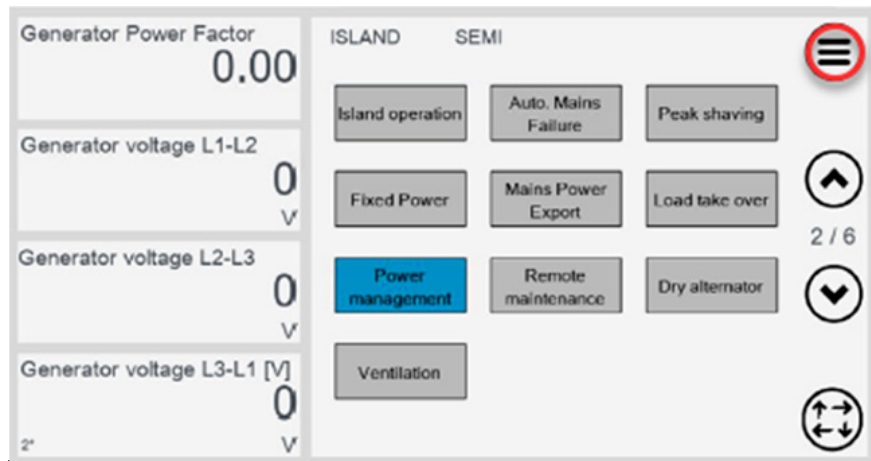 Generator Power Factor
0.00
Generator voltage L1-L2
0
V
Generator voltage L2-L3
0
V
Generator voltage L3-L1 [V]
0
2*
V
ISLAND SEMI
Island operation
Auto. Mains
Failure
Peak shaving
Fixed Power
Mains Power
Export
Load take over
Power
management
Remote
maintenance
Dry alternator
Ventilation
2 / 6